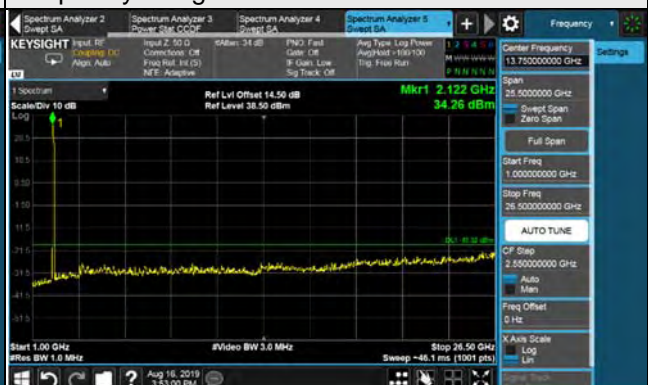 Spectrum Analyzer 2
Swept SA
Spectrum Analyzer 3
Power Stat CCDF
Spectrum Analyzer 4
Swept SA
Spectrum Analyzer 5
Swept SA
Frequency
KEYSIGHT
Input: RF
Coupling: DC
Align: Auto
Input Z: 50 Ω
Corrections: Off
Freq Ref: Int (S)
NFE: Adaptive
#Atten: 34 dB
PNO: Fast
Gate: Off
IF Gain: Low
Sig Track: Off
Avg Type: Log Power
Avg|Hold: >100/100
Trig: Free Run
1 2 3 4 5 6
M W W W W W
P N N N N N
LW
1 Spectrum
Scale/Div 10 dB
Log
Ref Lvl Offset 14.50 dB
Ref Level 38.50 dBm
Mkr1 2.122 GHz
34.26 dBm
1
28.5
18.5
8.50
-1.50
-11.5
-21.5
-31.5
-41.5
-51.5
Start 1.00 GHz
#Res BW 1.0 MHz
#Video BW 3.0 MHz
Stop 26.50 GHz
Sweep ~46.1 ms (1001 pts)
Aug 16, 2019
3:53:00 PM
Center Frequency
13.750000000 GHz
Settings
Span
25.5000000 GHz
Swept Span
Zero Span
Full Span
Start Freq
1.000000000 GHz
Stop Freq
26.500000000 GHz
AUTO TUNE
CF Step
2.550000000 GHz
Auto
Man
Freq Offset
0 Hz
X Axis Scale
Log
Lin
Signal Track